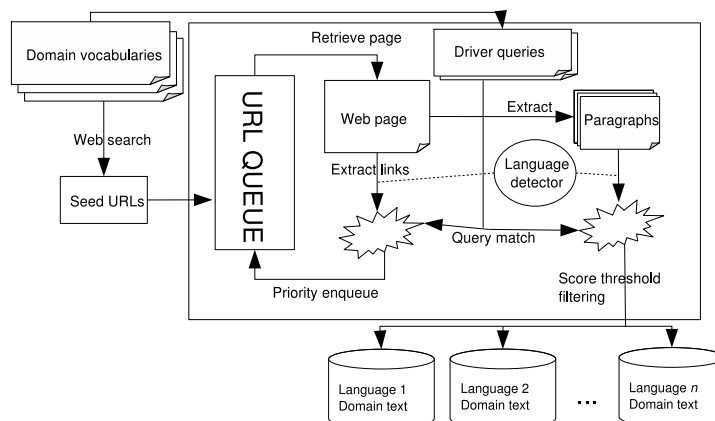 Retrieve page
Domain vocabularies
Driver queries
URL QUEUE
Web page
Extract
Paragraphs
Web search
Extract links
Language
detector
Seed URLs
Query match
Priority enqueue
Score threshold
filtering
Language 1
Domain text
Language 2
Domain text
...
Language n
Domain text